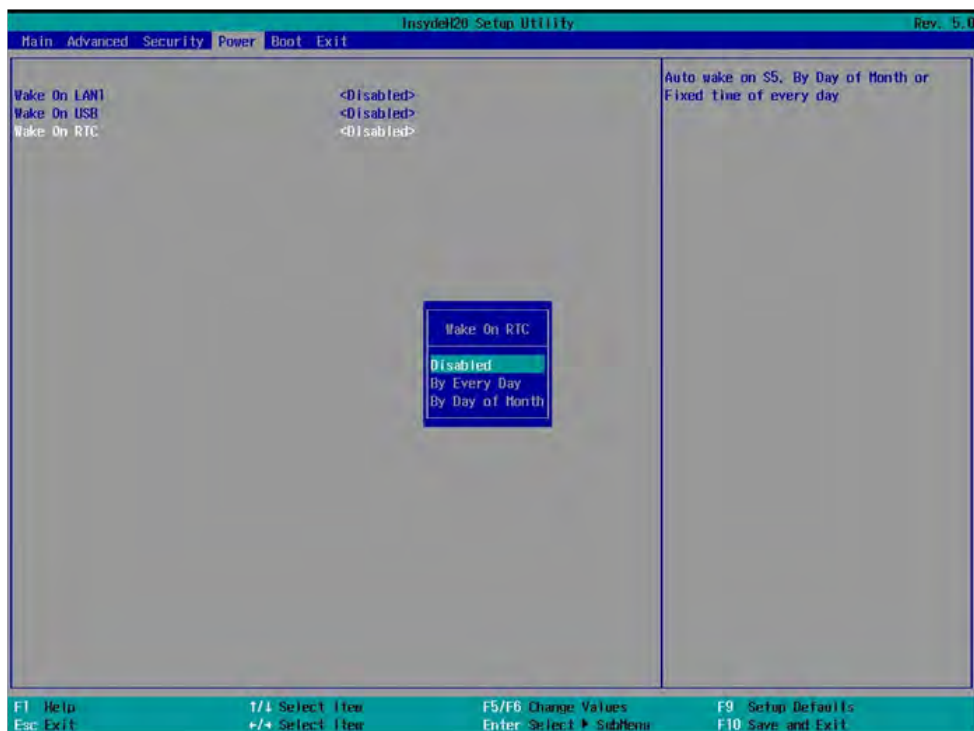 InsydeH20 Setup Utility Rev. 5.0
Main Advanced Security Power Boot Exit
Wake On LAN1 <Disabled>
Wake On USB <Disabled>
Wake On RTC <Disabled>
Auto wake on S5, By Day of Month or
Fixed time of every day
Wake On RTC
Disabled
By Every Day
By Day of Month
F1 Help ↑/↓ Select Item F5/F6 Change Values F9 Setup Defaults
Esc Exit ←/→ Select Item Enter Select ▶ SubMenu F10 Save and Exit